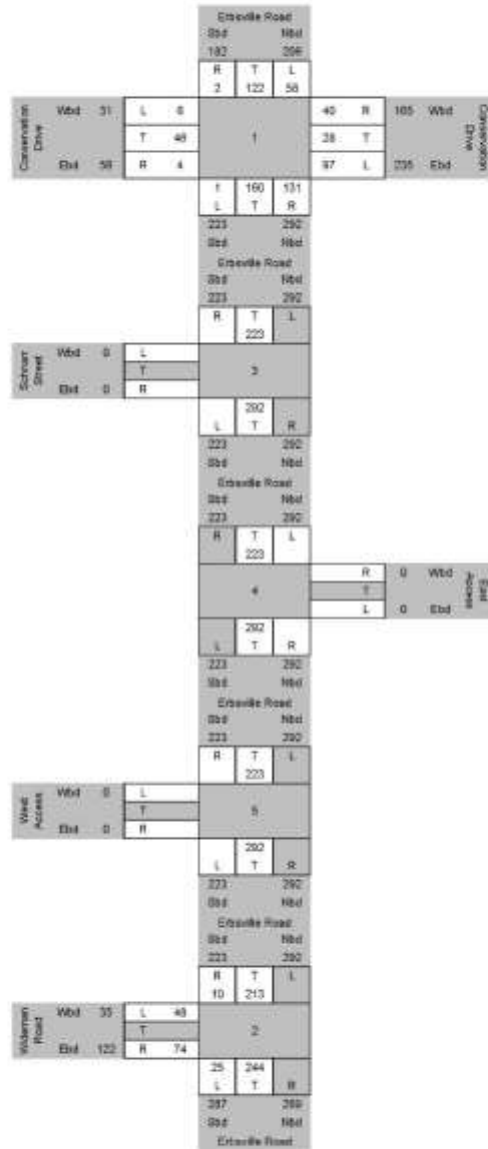 Erbsville Road
Sbd Nbd
182 206
R T L
2 122 58
Conservation Drive
Wbd 31 L 6
T 48
Ebd 58 R 4
1
40 R 165 Wbd
28 T
97 L 235 Ebd
Conservation Drive
1 160 131
L T R
223 292
Sbd Nbd
Erbsville Road
Sbd Nbd
223 292
R T L
223
Schnarr Street
Wbd 0 L
T
Ebd 0 R
3
292
L T R
223 292
Sbd Nbd
Erbsville Road
Sbd Nbd
223 292
R T L
223
4
R 0 Wbd
T
L 0 Ebd
East Access
292
L T R
223 292
Sbd Nbd
Erbsville Road
Sbd Nbd
223 292
R T L
223
West Access
Wbd 0 L
T
Ebd 0 R
5
292
L T R
223 292
Sbd Nbd
Erbsville Road
Sbd Nbd
223 292
R T L
10 213
Wideman Road
Wbd 35 L 48
T
Ebd 122 R 74
2
25 244
L T R
287 269
Sbd Nbd
Erbsville Road